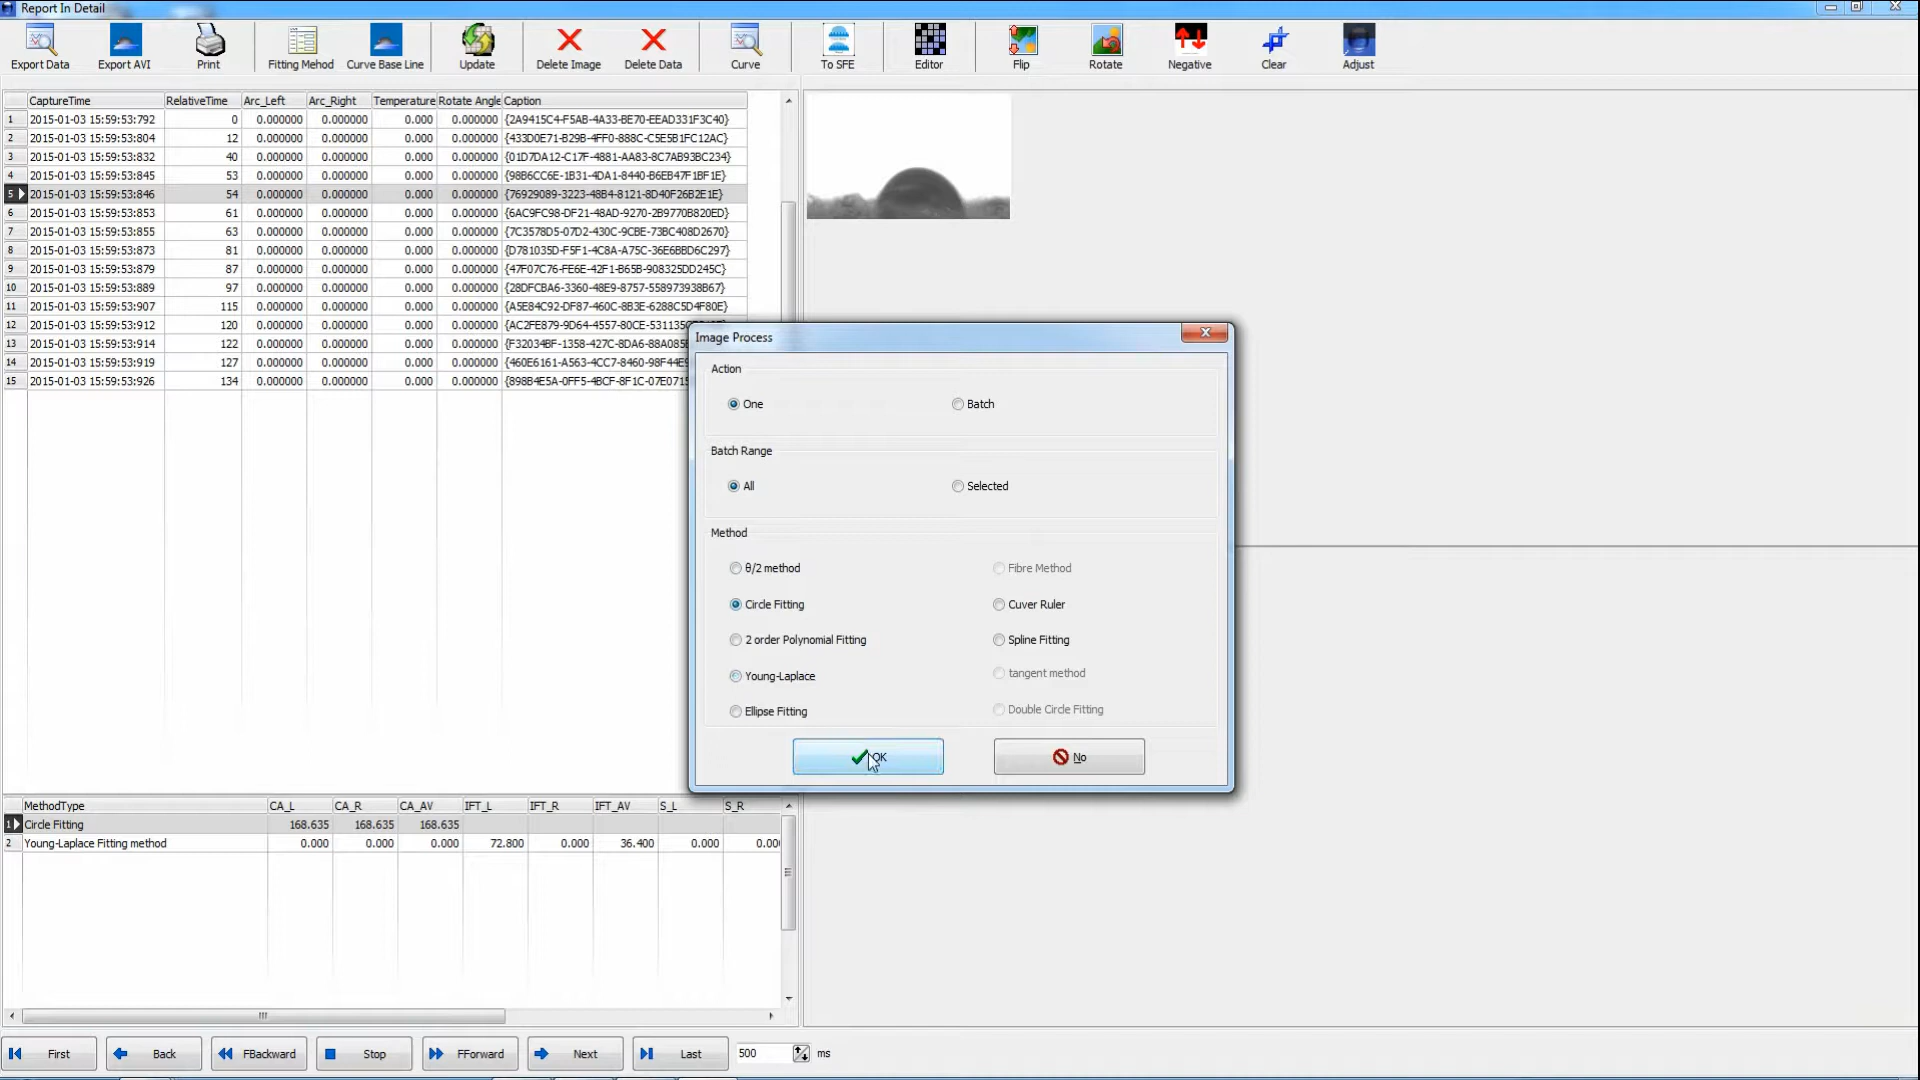 Report In Detail
Export Data Export AVI Print Fitting Mehod Curve Base Line Update Delete Image Delete Data Curve To SFE Editor Flip Rotate Negative Clear Adjust
CaptureTime RelativeTime Arc_Left Arc_Right Temperature Rotate Angle Caption
1 2015-01-03 15:59:53:792 0 0.000000 0.000000 0.000 0.000000 {2A9415C4-F5AB-4A33-BE70-EEAD331F3C40}
2 2015-01-03 15:59:53:804 12 0.000000 0.000000 0.000 0.000000 {433D0E71-B29B-4FF0-888C-C5E5B1FC12AC}
3 2015-01-03 15:59:53:832 40 0.000000 0.000000 0.000 0.000000 {01D7DA12-C17F-4881-AA83-8C7AB93BC234}
4 2015-01-03 15:59:53:845 53 0.000000 0.000000 0.000 0.000000 {98B6CC6E-1B31-4DA1-8440-B6EB47F1BF1E}
5 2015-01-03 15:59:53:846 54 0.000000 0.000000 0.000 0.000000 {76929089-3223-48B4-8121-8D40F26B2E1E}
6 2015-01-03 15:59:53:853 61 0.000000 0.000000 0.000 0.000000 {6AC9FC98-DF21-48AD-9270-2B9770B820ED}
7 2015-01-03 15:59:53:855 63 0.000000 0.000000 0.000 0.000000 {7C3578D5-07D2-430C-9CBE-73BC408D2670}
8 2015-01-03 15:59:53:873 81 0.000000 0.000000 0.000 0.000000 {D781035D-F5F1-4C8A-A75C-36E6BBD6C297}
9 2015-01-03 15:59:53:879 87 0.000000 0.000000 0.000 0.000000 {47F07C76-FE6E-42F1-B65B-908325DD245C}
10 2015-01-03 15:59:53:889 97 0.000000 0.000000 0.000 0.000000 {28DFCBA6-3360-48E9-8757-558973938B67}
11 2015-01-03 15:59:53:907 115 0.000000 0.000000 0.000 0.000000 {A5E84C92-DF87-460C-8B3E-6288C5D4F80E}
12 2015-01-03 15:59:53:912 120 0.000000 0.000000 0.000 0.000000 {AC2FE879-9D64-4557-80CE-531135
13 2015-01-03 15:59:53:914 122 0.000000 0.000000 0.000 0.000000 {F32034BF-1358-427C-8DA6-88A085
14 2015-01-03 15:59:53:919 127 0.000000 0.000000 0.000 0.000000 {460E6161-A563-4CC7-8460-98F44E
15 2015-01-03 15:59:53:926 134 0.000000 0.000000 0.000 0.000000 {898B4E5A-0FF5-4BCF-8F1C-07E071
Image Process
Action
One Batch
Batch Range
All Selected
Method
θ/2 method Fibre Method
Circle Fitting Cuver Ruler
2 order Polynomial Fitting Spline Fitting
Young-Laplace tangent method
Ellipse Fitting Double Circle Fitting
OK No
MethodType CA_L CA_R CA_AV IFT_L IFT_R IFT_AV S_L S_R
1 Circle Fitting 168.635 168.635 168.635
2 Young-Laplace Fitting method 0.000 0.000 0.000 72.800 0.000 36.400 0.000 0.00
First Back FBackward Stop FForward Next Last 500 ms